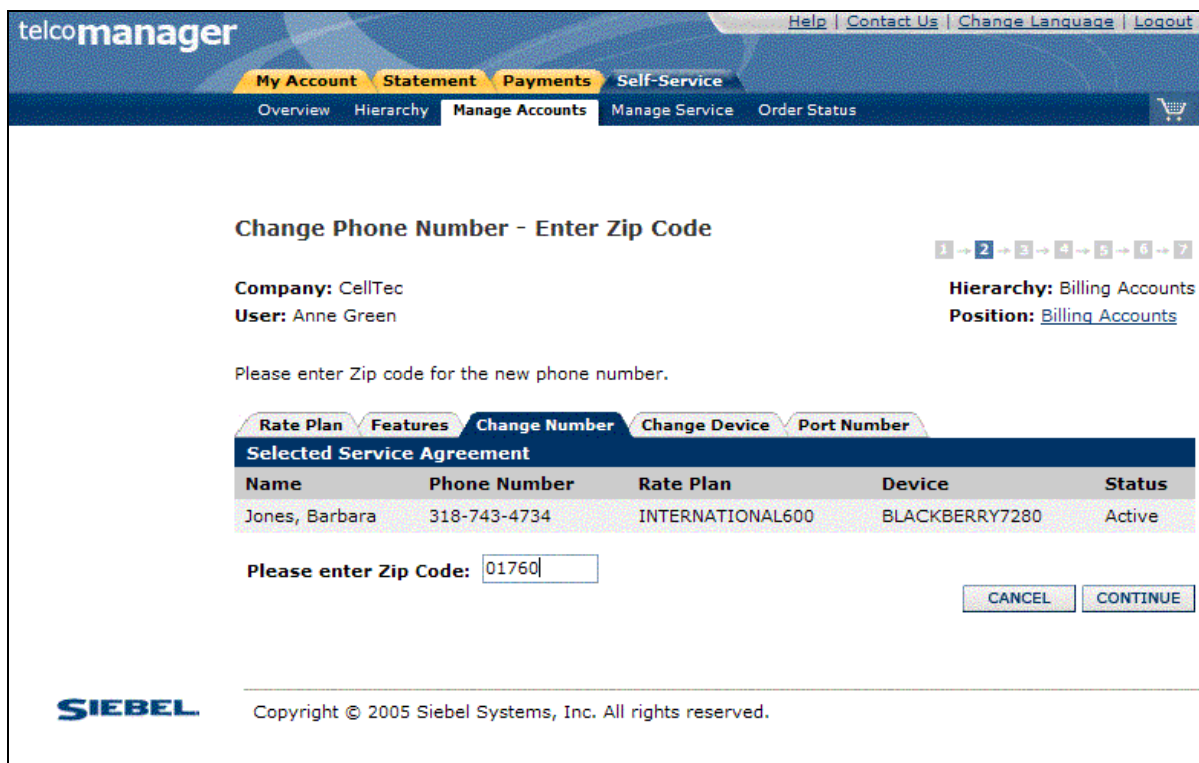 telcomanager
Help | Contact Us | Change Language | Logout
My Account Statement Payments Self-Service
Overview Hierarchy Manage Accounts Manage Service Order Status
Change Phone Number - Enter Zip Code
1 → 2 → 3 → 4 → 5 → 6 → 7
Company: CellTec
Hierarchy: Billing Accounts
User: Anne Green
Position: Billing Accounts
Please enter Zip code for the new phone number.
Rate Plan Features Change Number Change Device Port Number
Selected Service Agreement
Name Phone Number Rate Plan Device Status
Jones, Barbara 318-743-4734 INTERNATIONAL600 BLACKBERRY7280 Active
Please enter Zip Code: 01760
CANCEL CONTINUE
SIEBEL.
Copyright © 2005 Siebel Systems, Inc. All rights reserved.